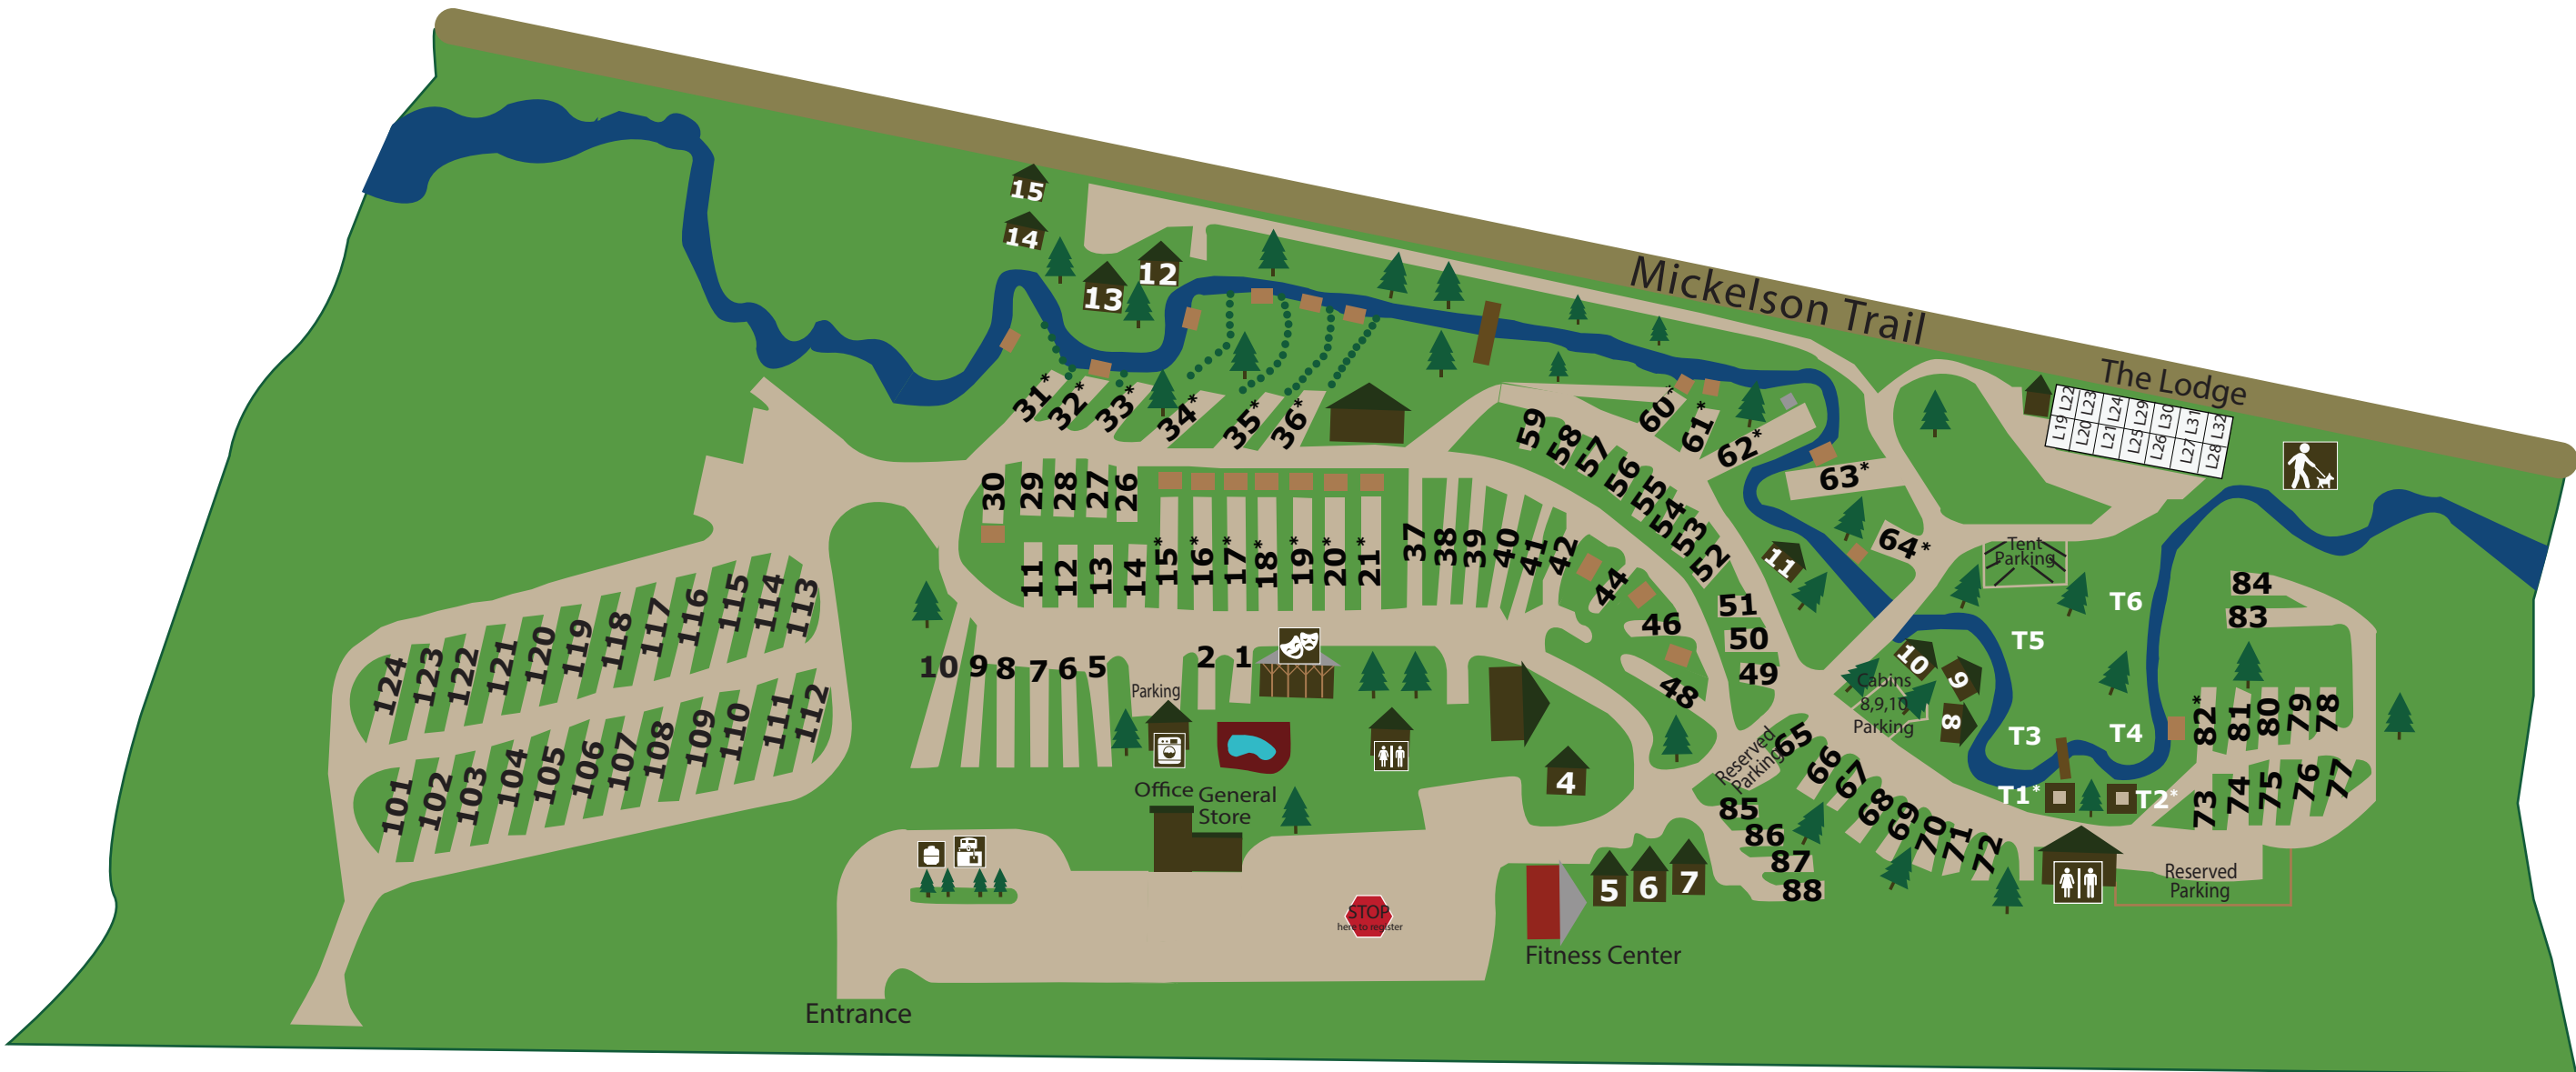 Mickelson Trail
The Lodge
L22 L23 L24 L29 L30 L31 L32
L19 L20 L21 L25 L26 L27 L28
15
14
13
12
31* 32* 33* 34* 35* 36*
59 58 57 56 55 54 53 52
60* 61* 62*
63*
64*
11
30 29 28 27 26
11 12 13 14 15* 16* 17* 18* 19* 20* 21*
37 38 39 40 41 42
44
46
48
51
50
49
Tent
Parking
T6
T5
T3
T4
T1*
T2*
84
83
82* 81 80 79 78
73 74 75 76 77
10
9
8
Cabins
8,9,10
Parking
124 123 122 121 120 119 118 117 116 115 114 113
101 102 103 104 105 106 107 108 109 110 111 112
10 9 8 7 6 5
Parking
2 1
Office
General
Store
4
Reserved
Parking
65 66 67 68 69 70 71 72
85
86
87
88
5 6 7
Fitness Center
Reserved
Parking
STOP
here to register
Entrance